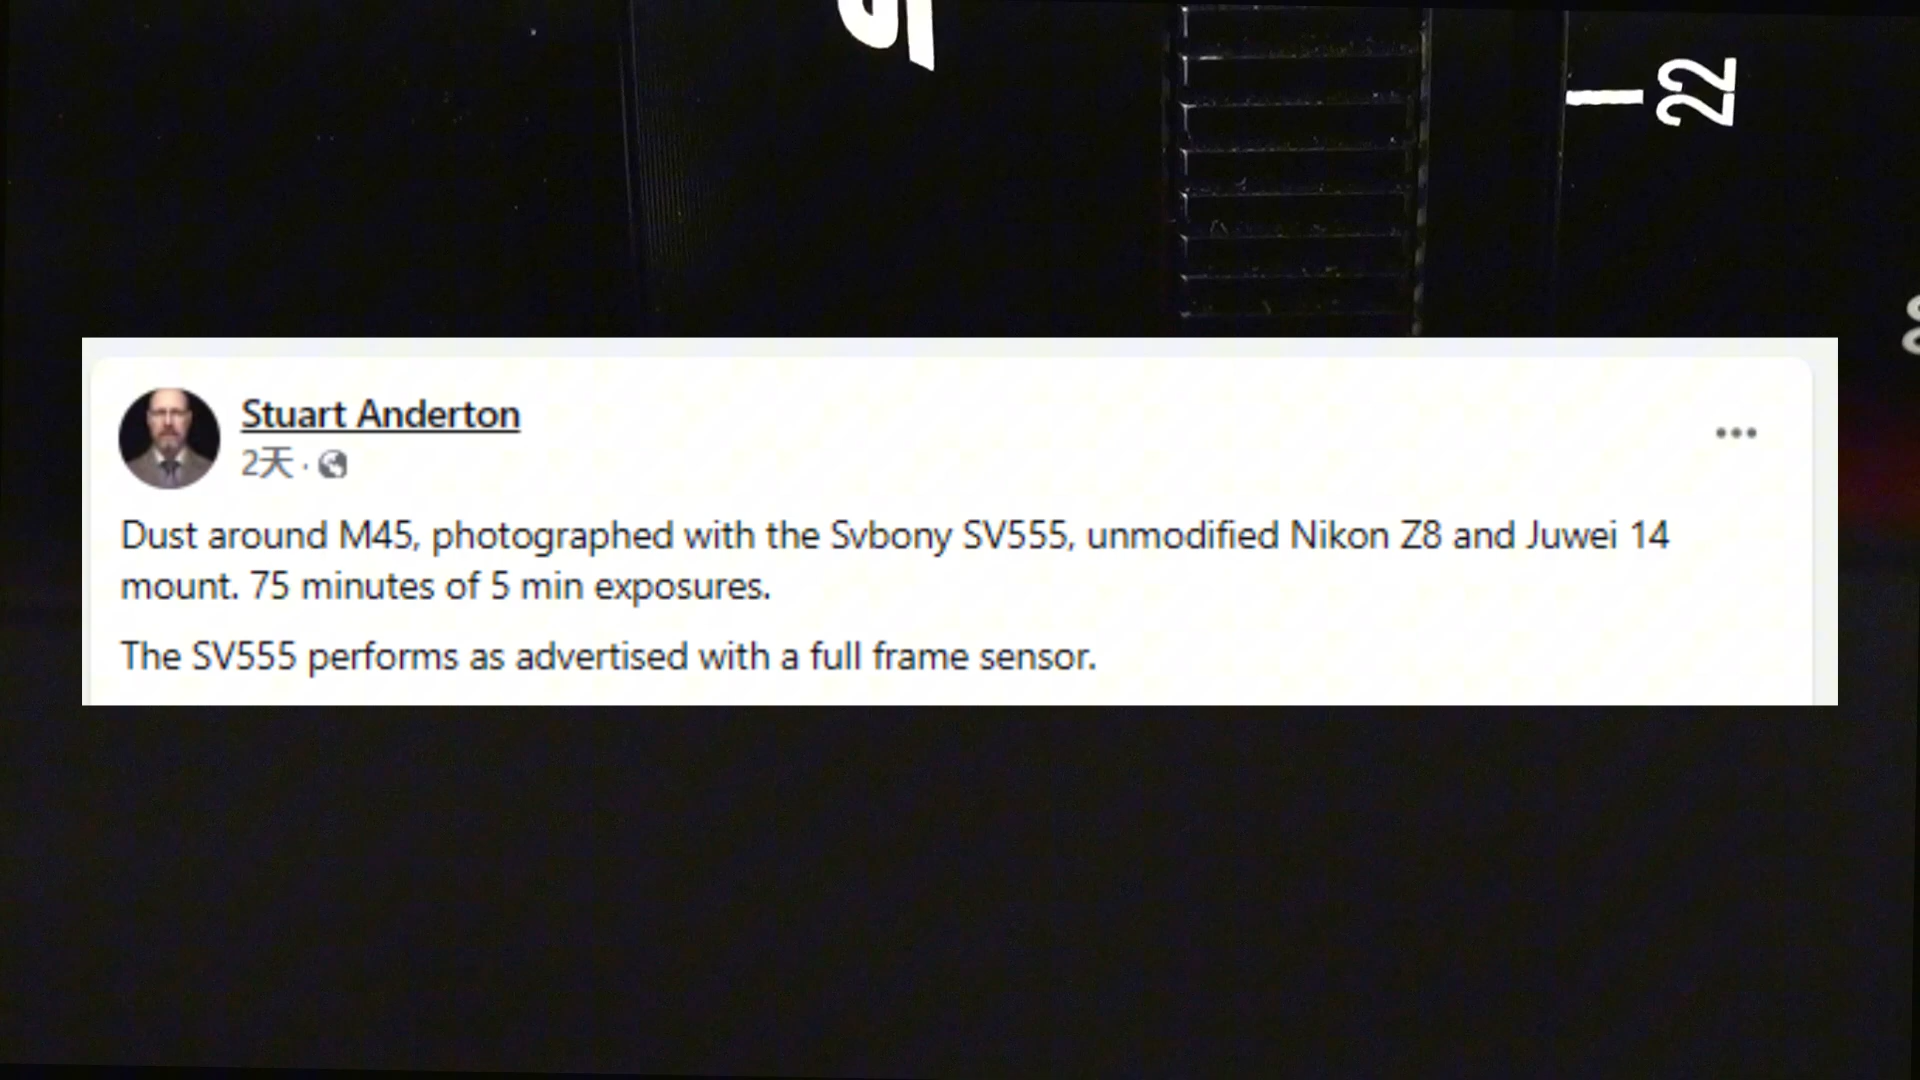 22
Stuart Anderton
2天 ·
Dust around M45, photographed with the Svbony SV555, unmodified Nikon Z8 and Juwei 14
mount. 75 minutes of 5 min exposures.
The SV555 performs as advertised with a full frame sensor.